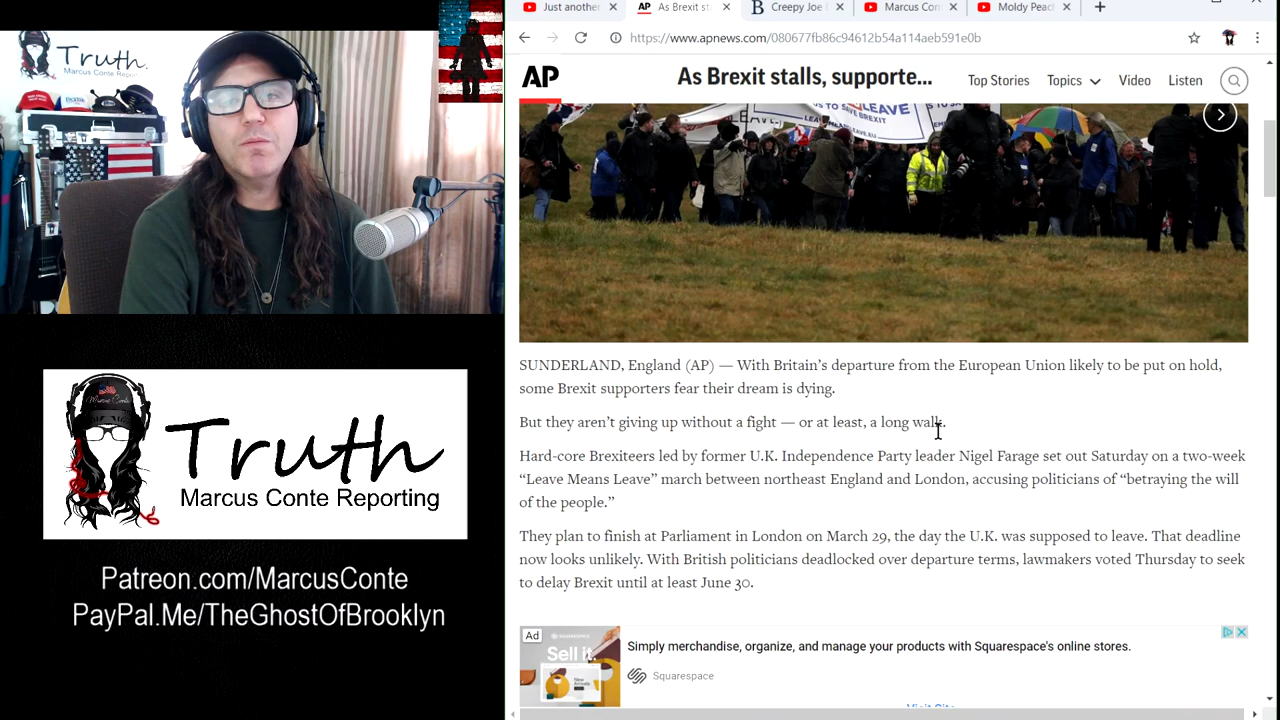 Just another
As Brexit st
Creepy Joe
Marcus Con
Moldy Peac
https://www.apnews.com/
AP
As Brexit stalls, supporte...
Top Stories
Topics
Video
Listen
Truth.
Marcus Conte Repor
LEAVE
TO SAVE BREXIT
SUNDERLAND, England (AP) — With Britain’s departure from the European Union likely to be put on hold,
some Brexit supporters fear their dream is dying.
But they aren’t giving up without a fight — or at least, a long walk.
Hard-core Brexiteers led by former U.K. Independence Party leader Nigel Farage set out Saturday on a two-week
“Leave Means Leave” march between northeast England and London, accusing politicians of “betraying the will
of the people.”
They plan to finish at Parliament in London on March 29, the day the U.K. was supposed to leave. That deadline
now looks unlikely. With British politicians deadlocked over departure terms, lawmakers voted Thursday to seek
to delay Brexit until at least June 30.
Marcus Conte
Truth
Marcus Conte Reporting
Patreon.com/MarcusConte
PayPal.Me/TheGhostOfBrooklyn
Ad
Sell it.
Simply merchandise, organize, and manage your products with Squarespace's online stores.
Squarespace